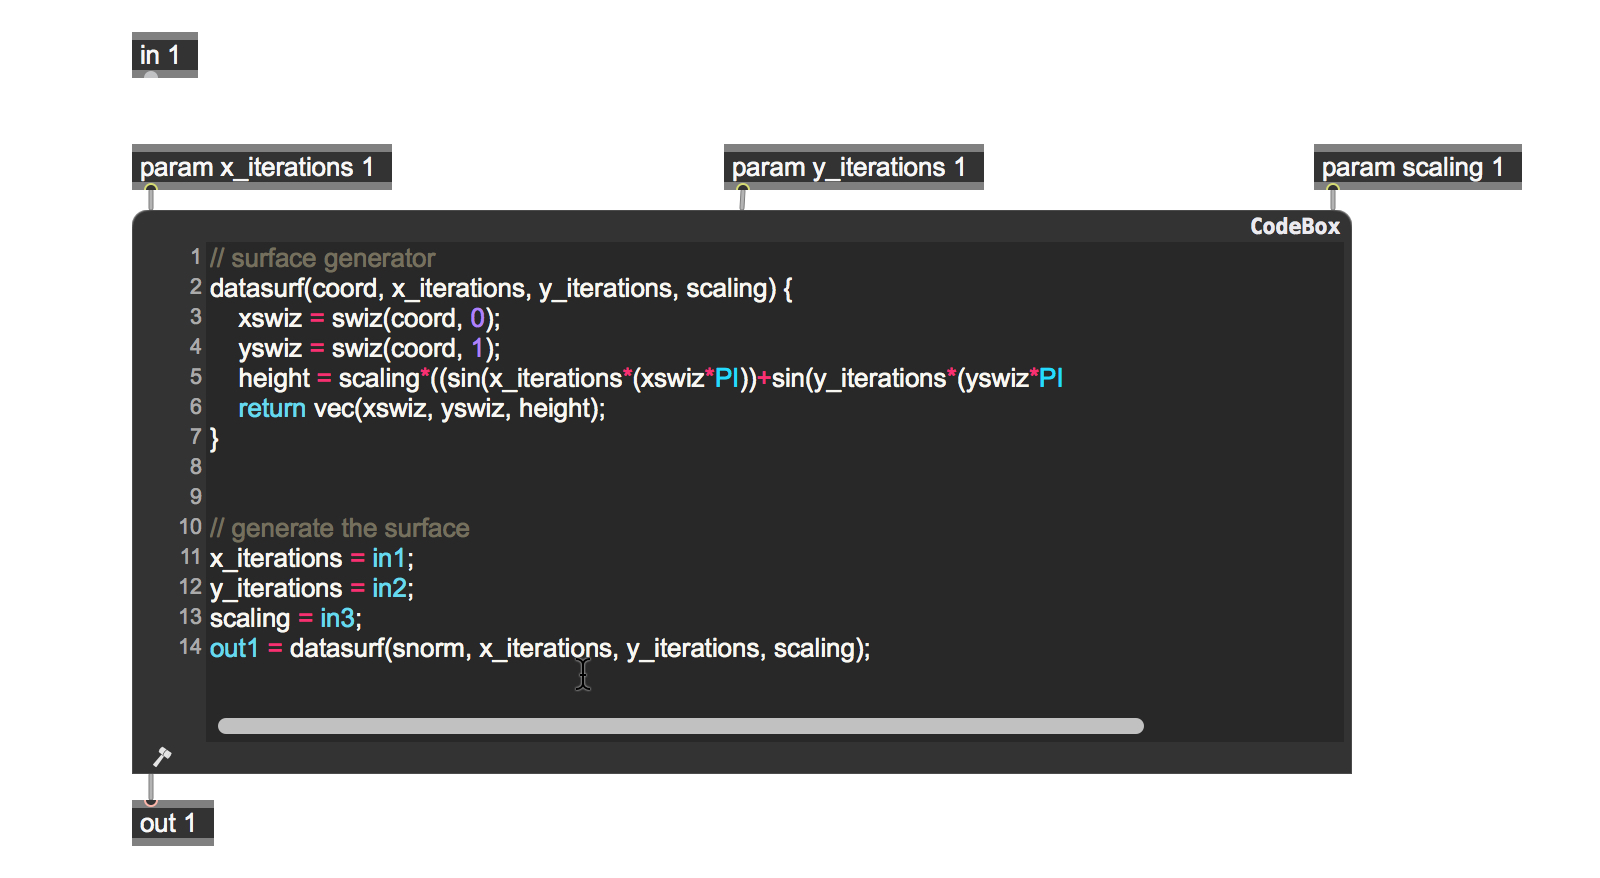 in 1
param x_iterations 1
param y_iterations 1
param scaling 1
CodeBox
1 // surface generator
2 datasurf(coord, x_iterations, y_iterations, scaling) {
3 xswiz = swiz(coord, 0);
4 yswiz = swiz(coord, 1);
5 height = scaling*((sin(x_iterations*(xswiz*PI))+sin(y_iterations*(yswiz*PI
6 return vec(xswiz, yswiz, height);
7 }
8
9
10 // generate the surface
11 x_iterations = in1;
12 y_iterations = in2;
13 scaling = in3;
14 out1 = datasurf(snorm, x_iterations, y_iterations, scaling);
out 1